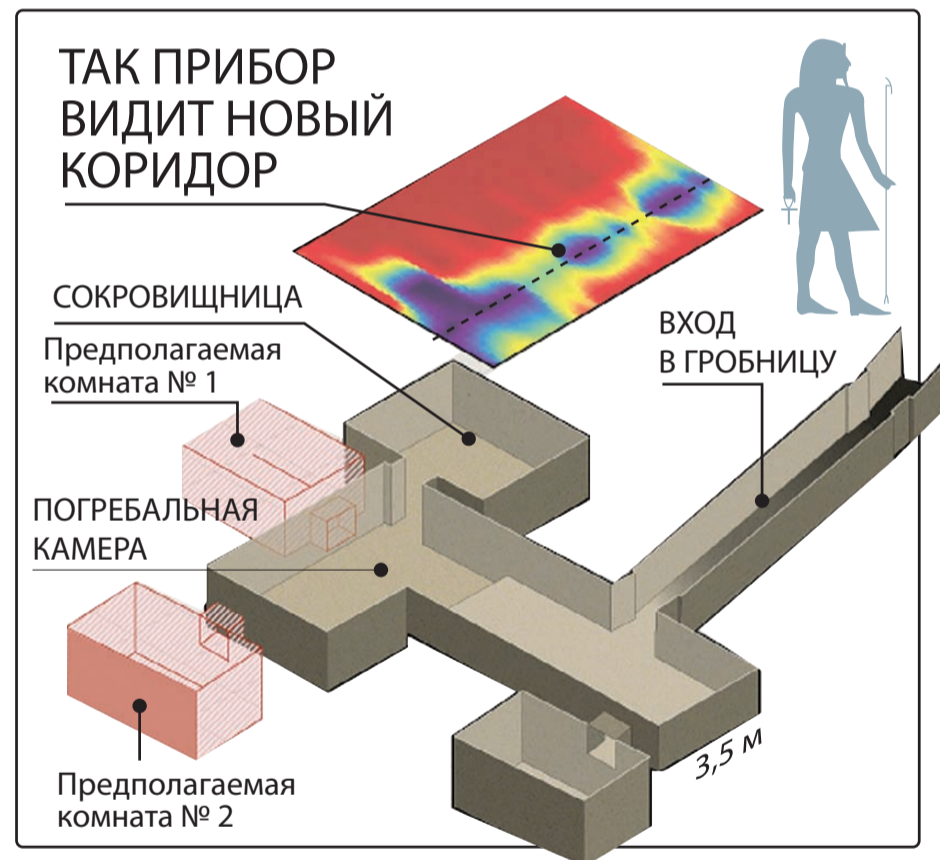 ТАК ПРИБОР
ВИДИТ НОВЫЙ
КОРИДОР
СОКРОВИЩНИЦА
Предполагаемая
комната № 1
ВХОД
В ГРОБНИЦУ
ПОГРЕБАЛЬНАЯ
КАМЕРА
3,5 м
Предполагаемая
комната № 2